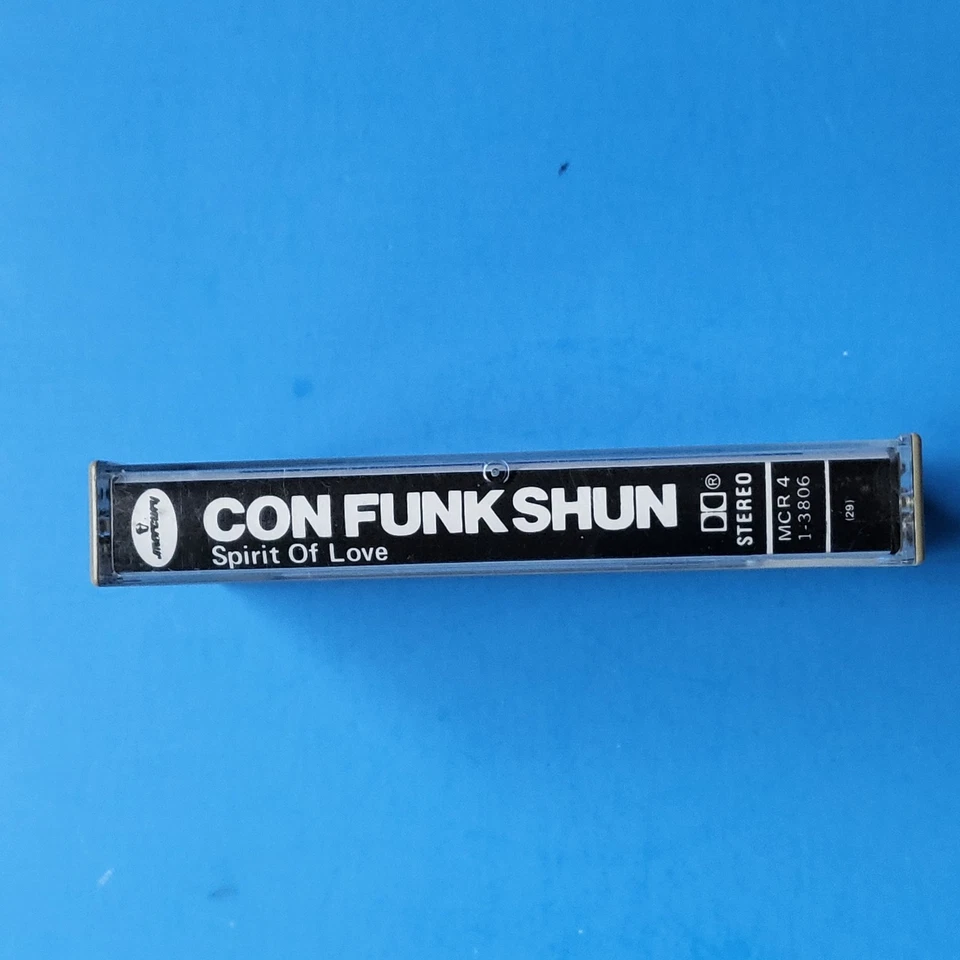 mercury
CON FUNK SHUN
Spirit Of Love
®
STEREO
MCR 4
1-3806
(29)